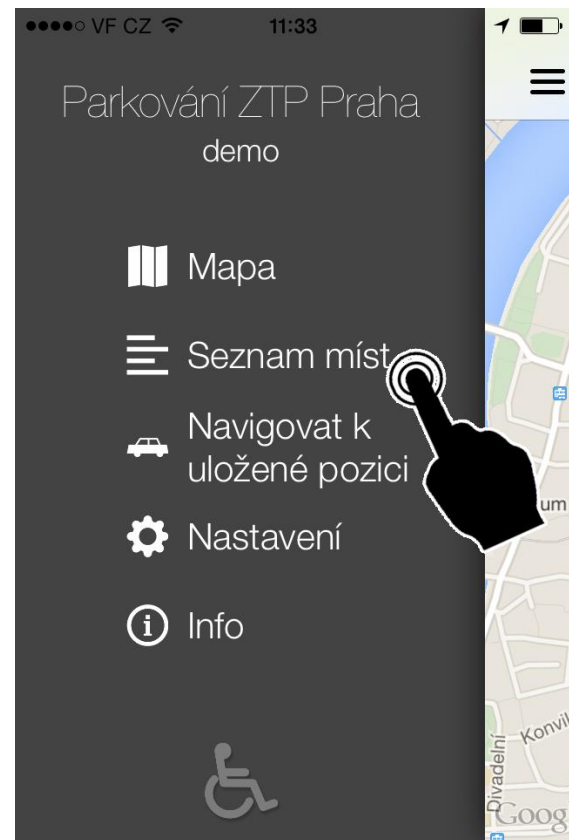 VF CZ 11:33
Parkování ZTP Praha
demo
Mapa
Seznam míst
Navigovat k
uložené pozici
Nastavení
Info
um
Konvi
Divadelní
Goog